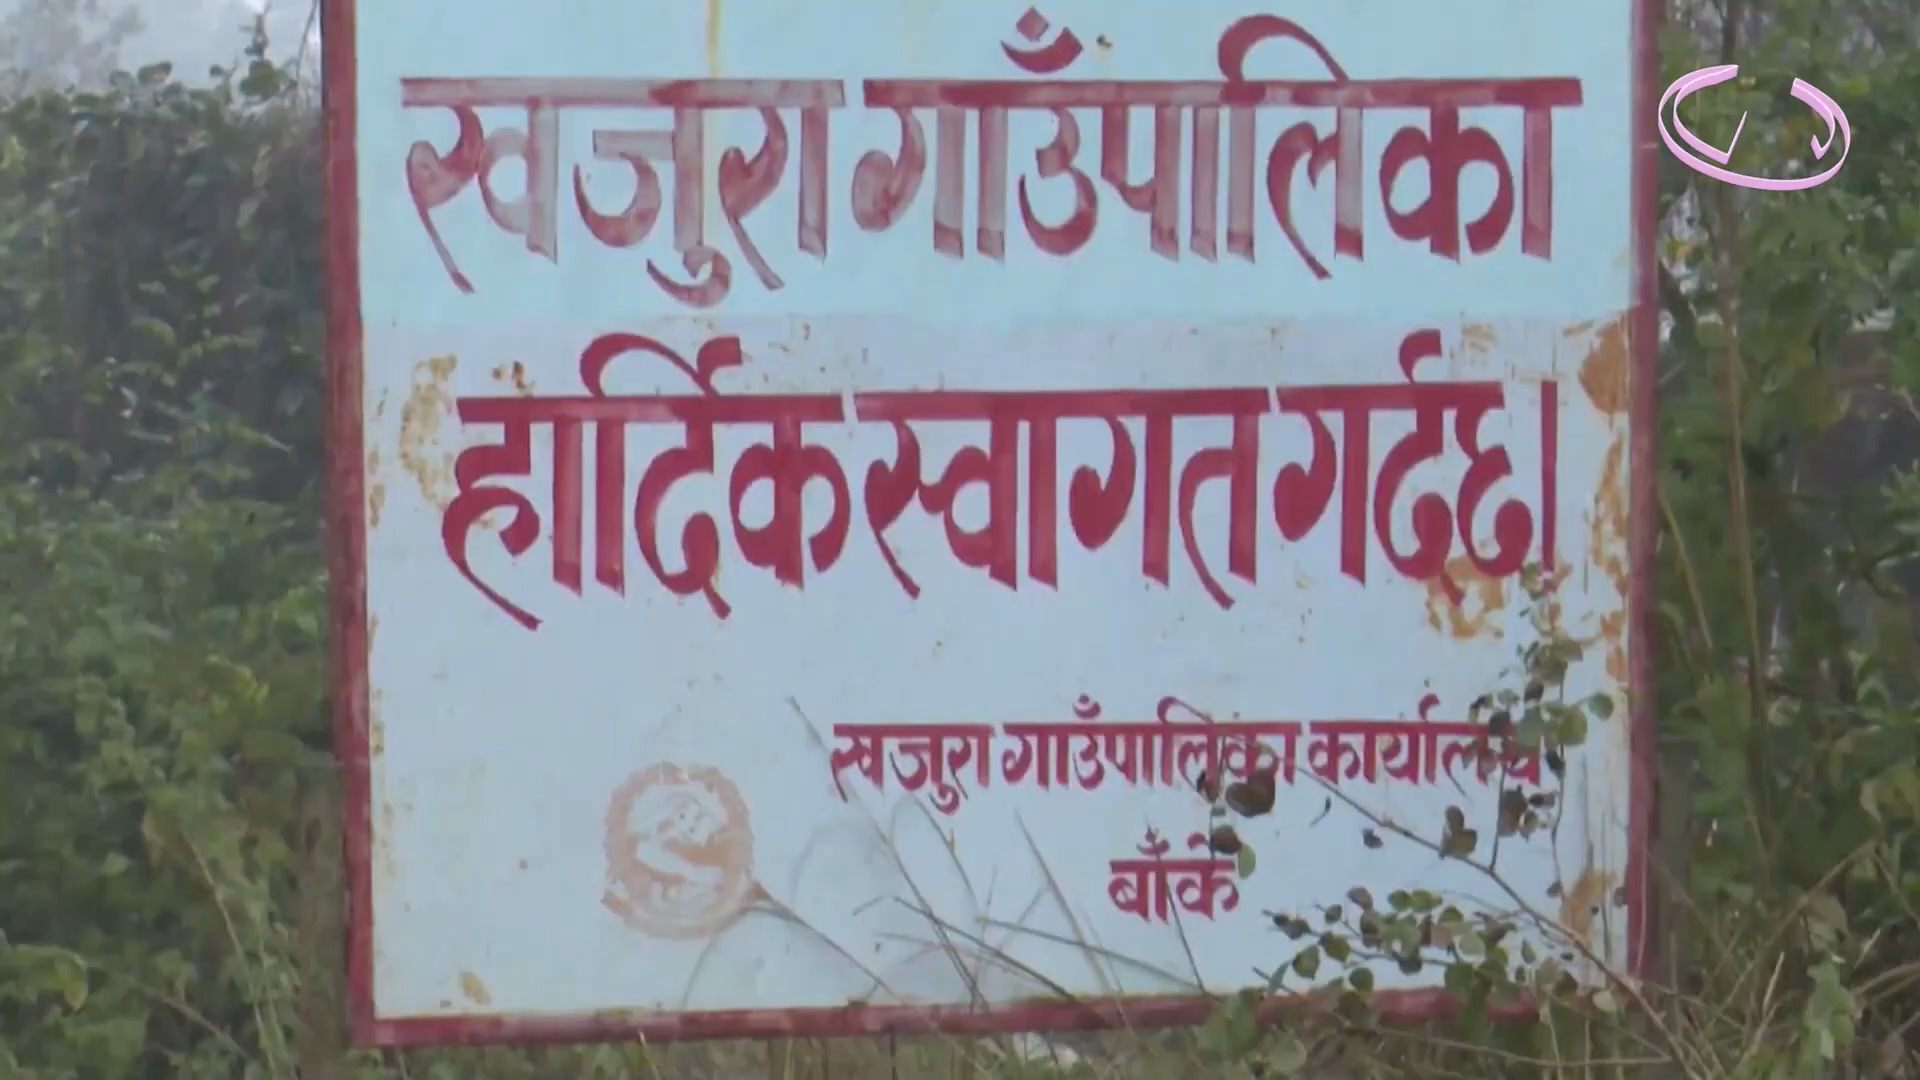 खजुरा गाउँपालिका
हार्दिक स्वागत गर्दछ।
खजुरा गाउँपालिका कार्यालय
बाँके